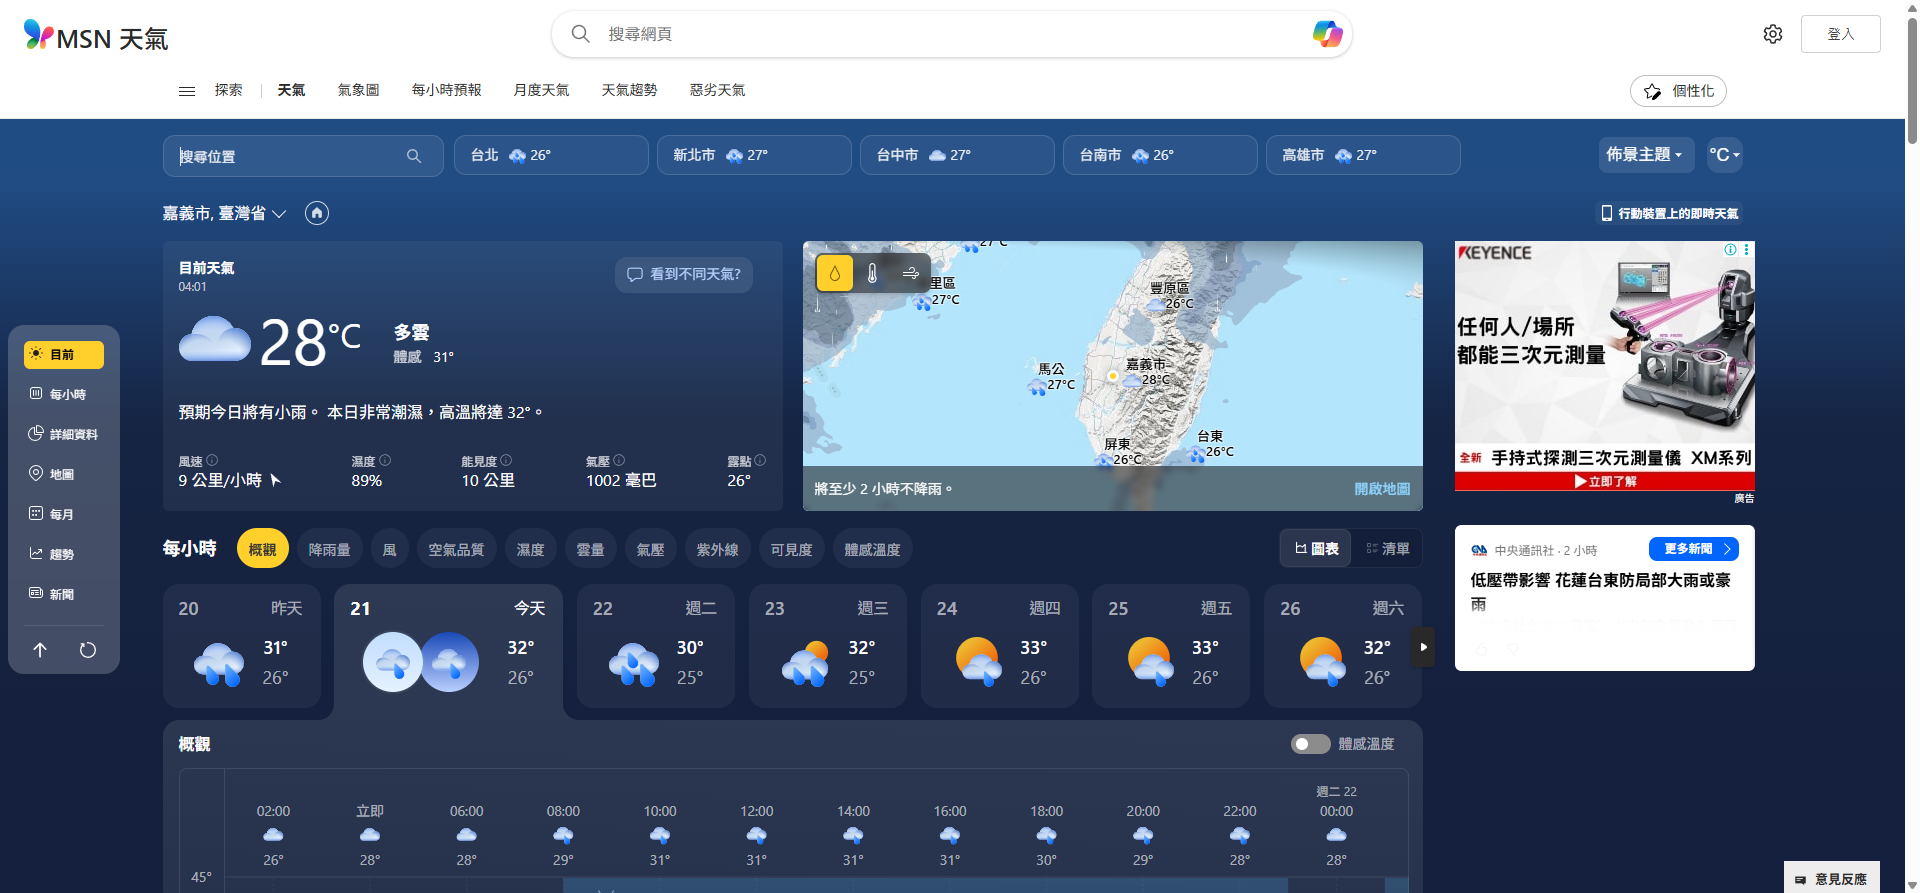 MSN 天氣
搜尋網頁
登入
探索
天氣
氣象圖
每小時預報
月度天氣
天氣趨勢
惡劣天氣
個性化
搜尋位置
台北 26°
新北市 27°
台中市 27°
台南市 26°
高雄市 27°
佈景主題
°C
嘉義市, 臺灣省
行動裝置上的即時天氣
目前天氣
04:01
看到不同天氣?
28°C
多雲
體感 31°
預期今日將有小雨。 本日非常潮濕，高溫將達 32°。
風速
9 公里/小時
濕度
89%
能見度
10 公里
氣壓
1002 毫巴
露點
26°
27°C
里區
27°C
豐原區
26°C
馬公
27°C
嘉義市
28°C
屏東
26°C
台東
26°C
將至少 2 小時不降雨。
開啟地圖
KEYENCE
任何人/場所
都能三次元測量
全新 手持式探測三次元測量儀 XM系列
立即了解
廣告
目前
每小時
詳細資料
地圖
每月
趨勢
新聞
每小時
概觀
降雨量
風
空氣品質
濕度
雲量
氣壓
紫外線
可見度
體感溫度
圖表
清單
中央通訊社 · 2 小時
更多新聞
低壓帶影響 花蓮台東防局部大雨或豪
雨
20 昨天
31°
26°
21 今天
32°
26°
22 週二
30°
25°
23 週三
32°
25°
24 週四
33°
26°
25 週五
33°
26°
26 週六
32°
26°
概觀
體感溫度
週二 22
02:00 立即 06:00 08:00 10:00 12:00 14:00 16:00 18:00 20:00 22:00 00:00
26° 28° 28° 29° 31° 31° 31° 31° 30° 29° 28° 28°
45°
意見反應